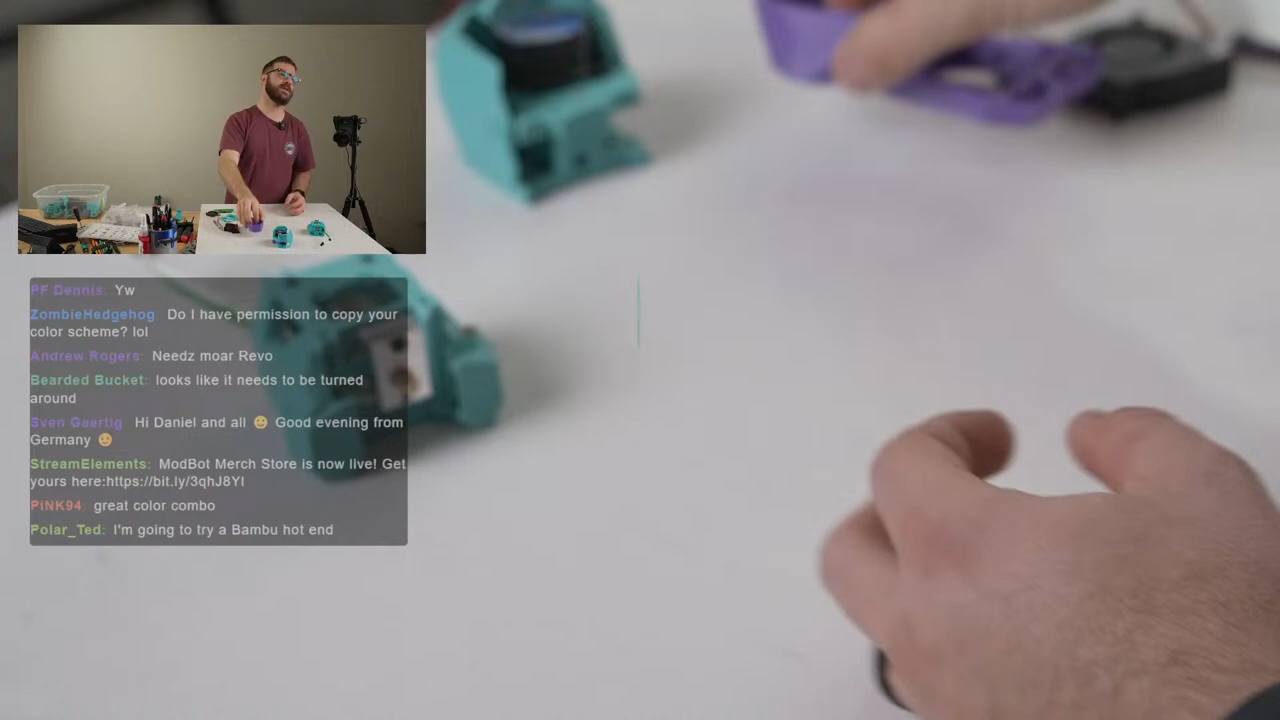 PF Dennis: Yw
ZombieHedgehog Do I have permission to copy your
color scheme? lol
Andrew Rogers: Needz moar Revo
Bearded Bucket: looks like it needs to be turned
around
Sven Gaertig Hi Daniel and all 🙂 Good evening from
Germany 😉
StreamElements: ModBot Merch Store is now live! Get
yours here:https://bit.ly/3qhJ8YI
PiNK94: great color combo
Polar_Ted: I'm going to try a Bambu hot end